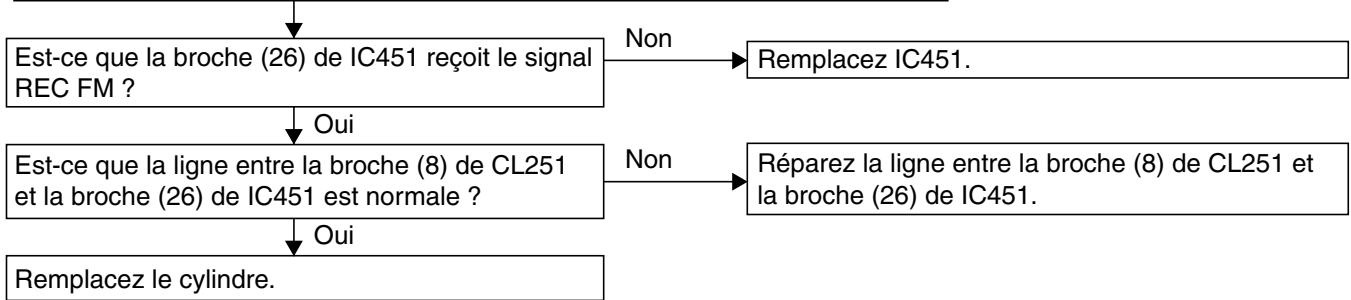 Est-ce que la broche (26) de IC451 reçoit le signal
REC FM ?
Non
Remplacez IC451.
Oui
Est-ce que la ligne entre la broche (8) de CL251
et la broche (26) de IC451 est normale ?
Non
Réparez la ligne entre la broche (8) de CL251 et
la broche (26) de IC451.
Oui
Remplacez le cylindre.